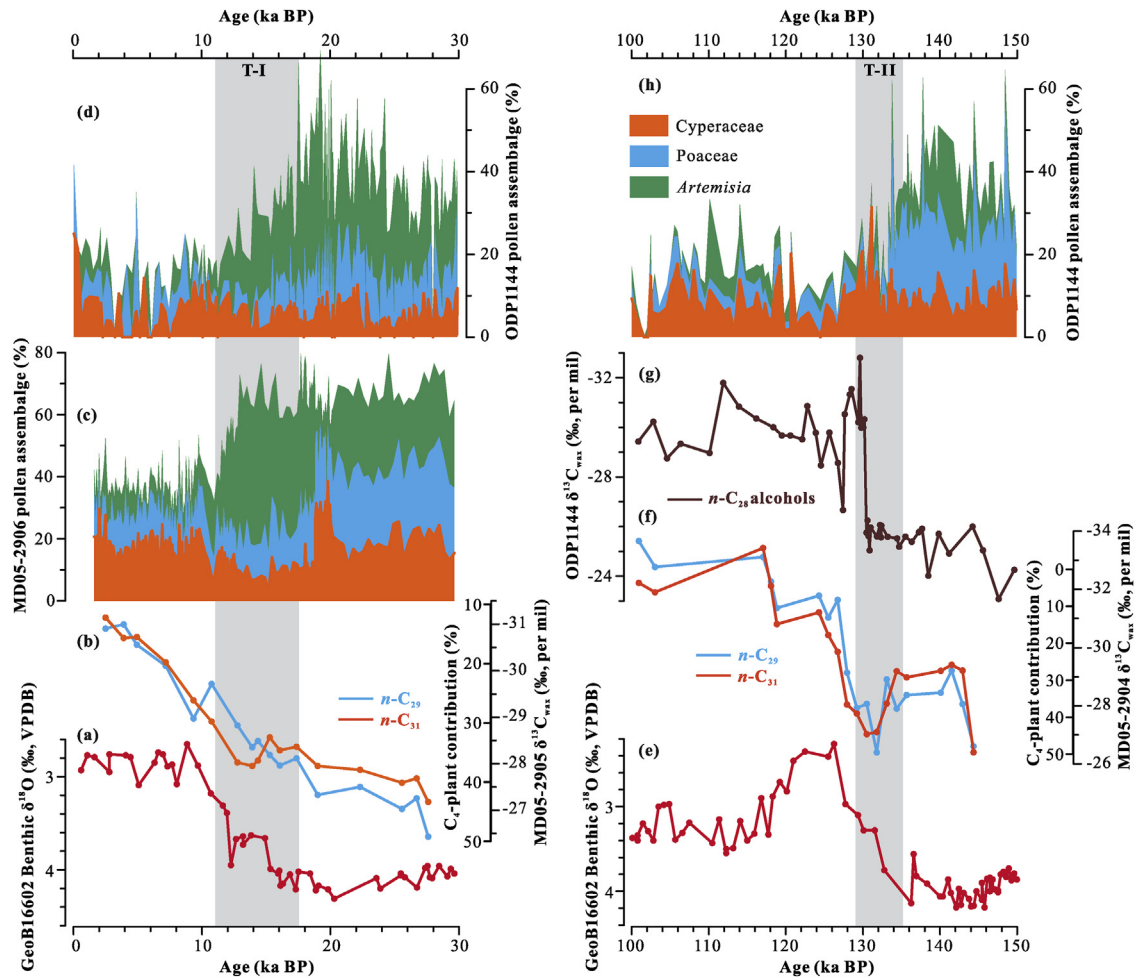 Age (ka BP)
0 10 20 30
T-I
(d)
60
40
20
0
ODP1144 pollen assembalge (%)
Age (ka BP)
100 110 120 130 140 150
T-II
(h)
Cyperaceae
Poaceae
Artemisia
60
40
20
0
ODP1144 pollen assembalge (%)
MD05-2906 pollen assembalge (%)
80
60
40
20
0
(c)
(b)
n-C29
n-C31
10
20
30
40
50
C4-plant contribution (%)
-31
-30
-29
-28
-27
MD05-2905 δ13Cwax (‰, per mil)
(a)
GeoB16602 Benthic δ18O (‰, VPDB)
3
4
0 10 20 30
Age (ka BP)
(g)
ODP1144 δ13Cwax (‰, per mil)
-32
-28
-24
n-C28 alcohols
(f)
n-C29
n-C31
0
10
20
30
40
50
C4-plant contribution (%)
-34
-32
-30
-28
-26
MD05-2904 δ13Cwax (‰, per mil)
(e)
GeoB16602 Benthic δ18O (‰, VPDB)
3
4
100 110 120 130 140 150
Age (ka BP)